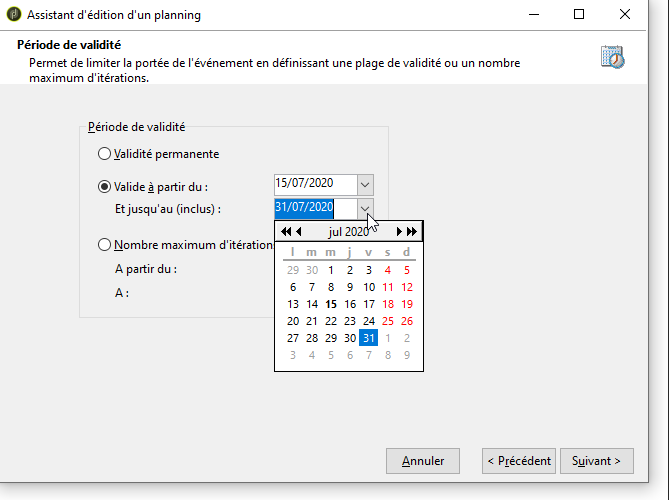 Assistant d'édition d'un planning
Période de validité
Permet de limiter la portée de l'événement en définissant une plage de validité ou un nombre
maximum d'itérations.
Période de validité
Validité permanente
Valide à partir du : 15/07/2020
Et jusqu'au (inclus) : 31/07/2020
jul 2020
l m m j v s d
29 30 1 2 3 4 5
6 7 8 9 10 11 12
13 14 15 16 17 18 19
20 21 22 23 24 25 26
27 28 29 30 31 1 2
3 4 5 6 7 8 9
Nombre maximum d'itération
A partir du :
A :
Annuler < Précédent Suivant >